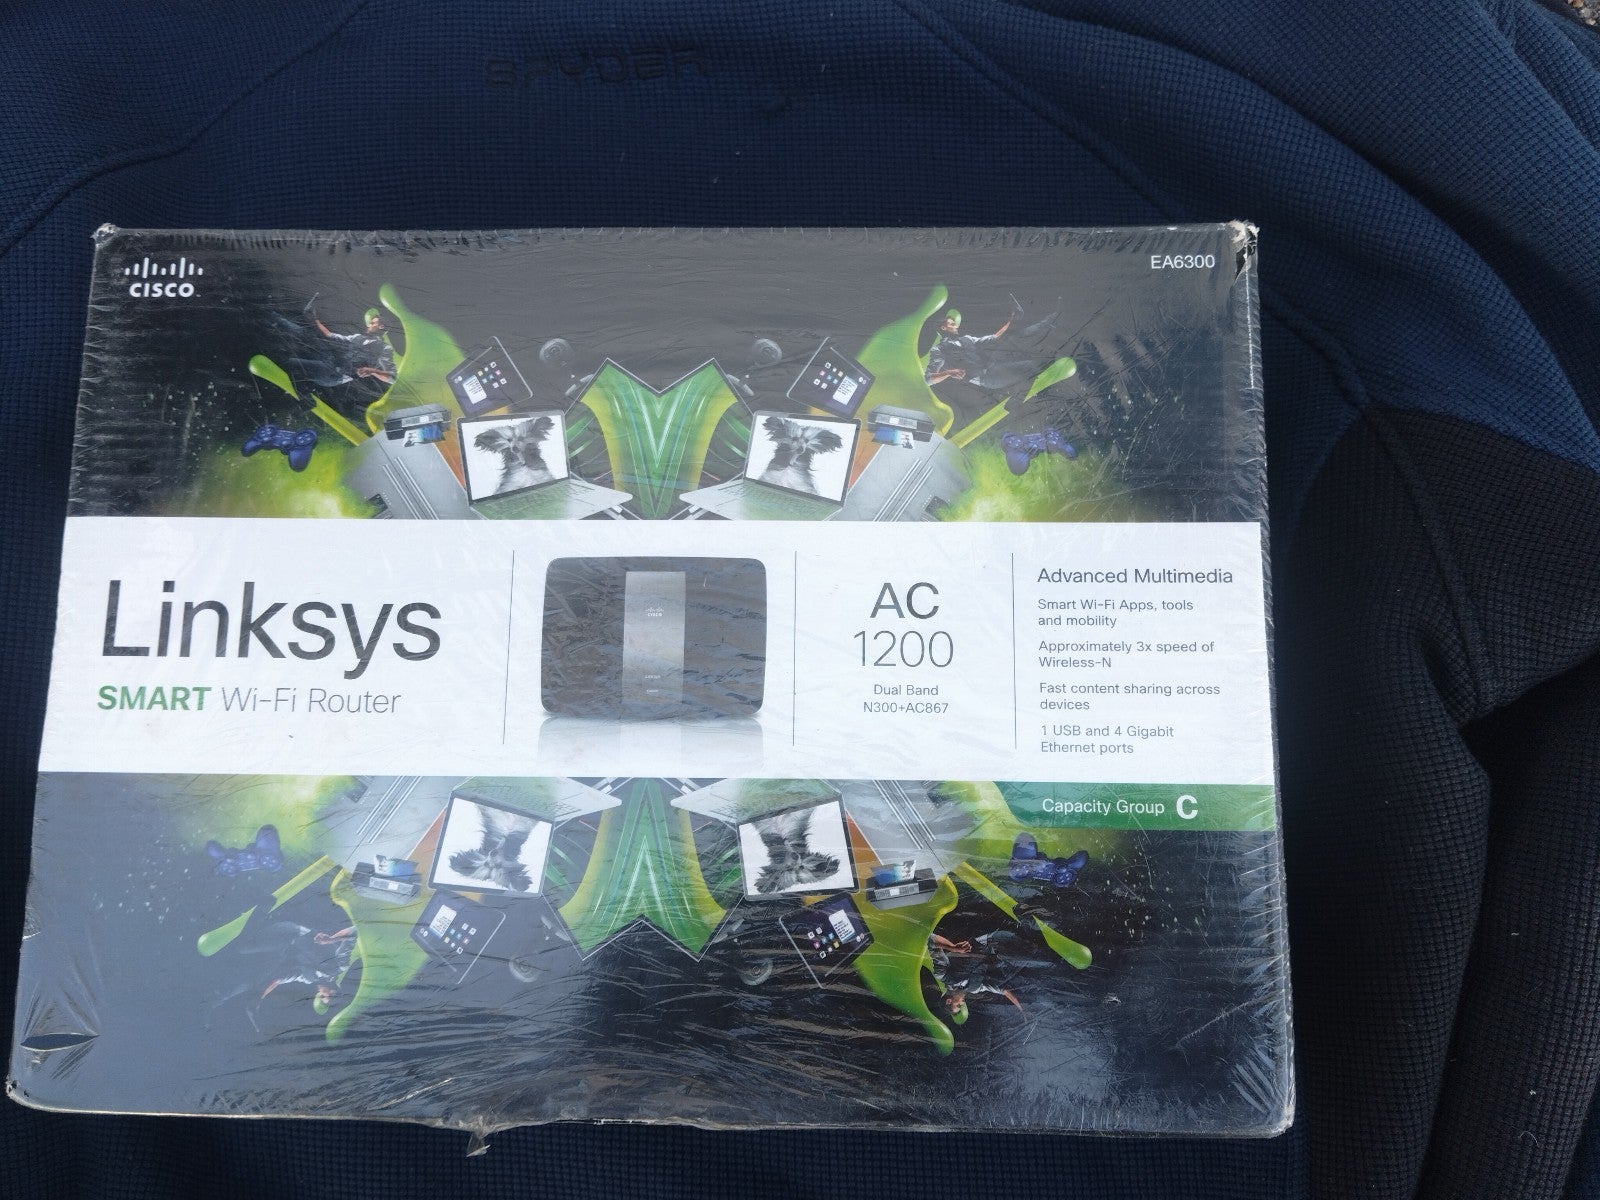 SPYDER
CISCO
EA6300
Linksys
SMART Wi-Fi Router
CISCO
AC
1200
Dual Band
N300+AC867
Advanced Multimedia
Smart Wi-Fi Apps, tools
and mobility
Approximately 3x speed of
Wireless-N
Fast content sharing across
devices
1 USB and 4 Gigabit
Ethernet ports
Capacity Group C